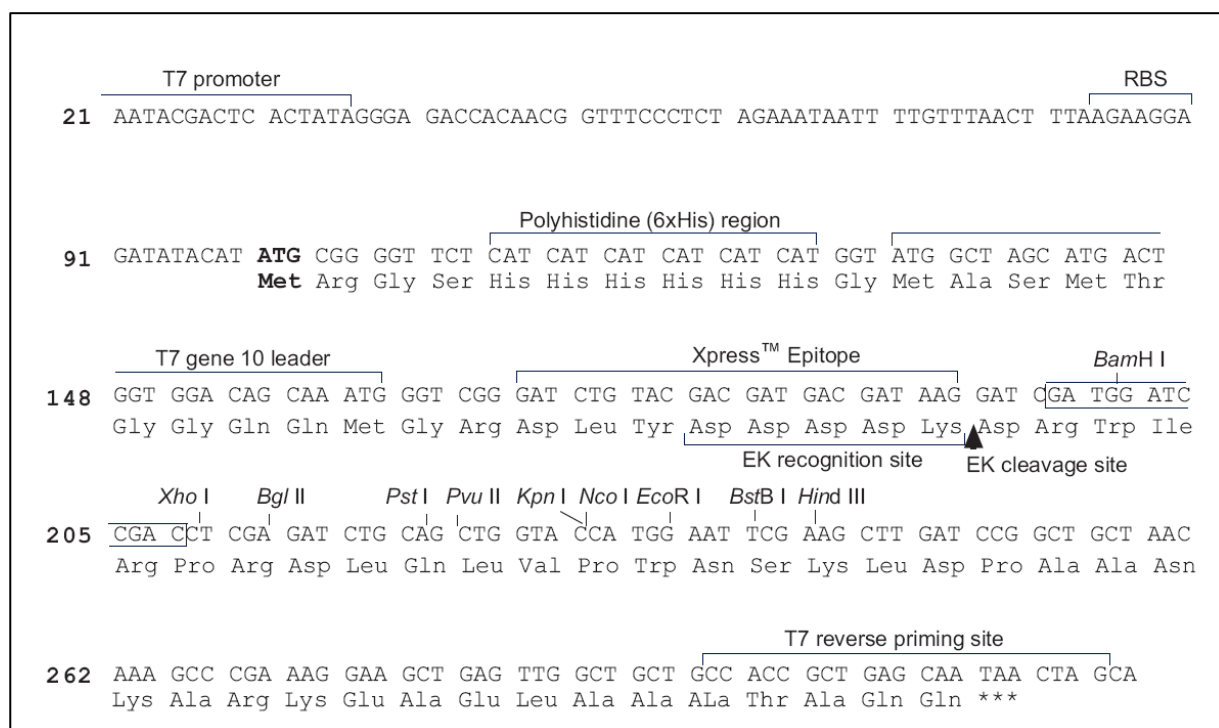 T7 promoter RBS
21 AATACGACTC ACTATAGGGA GACCACAACG GTTTCCCTCT AGAAATAATT TTGTTTAACT TTAAGAAGGA
Polyhistidine (6xHis) region
91 GATATACAT ATG CGG GGT TCT CAT CAT CAT CAT CAT CAT GGT ATG GCT AGC ATG ACT
Met Arg Gly Ser His His His His His His Gly Met Ala Ser Met Thr
T7 gene 10 leader Xpress™ Epitope BamH I
148 GGT GGA CAG CAA ATG GGT CGG GAT CTG TAC GAC GAT GAC GAT AAG GAT CGA TGG ATC
Gly Gly Gln Gln Met Gly Arg Asp Leu Tyr Asp Asp Asp Asp Lys Asp Arg Trp Ile
EK recognition site EK cleavage site
Xho I Bgl II Pst I Pvu II Kpn I Nco I EcoR I BstB I Hind III
205 CGA CCT CGA GAT CTG CAG CTG GTA CCA TGG AAT TCG AAG CTT GAT CCG GCT GCT AAC
Arg Pro Arg Asp Leu Gln Leu Val Pro Trp Asn Ser Lys Leu Asp Pro Ala Ala Asn
T7 reverse priming site
262 AAA GCC CGA AAG GAA GCT GAG TTG GCT GCT GCC ACC GCT GAG CAA TAA CTAGCA
Lys Ala Arg Lys Glu Ala Glu Leu Ala Ala ALa Thr Ala Gln Gln ***